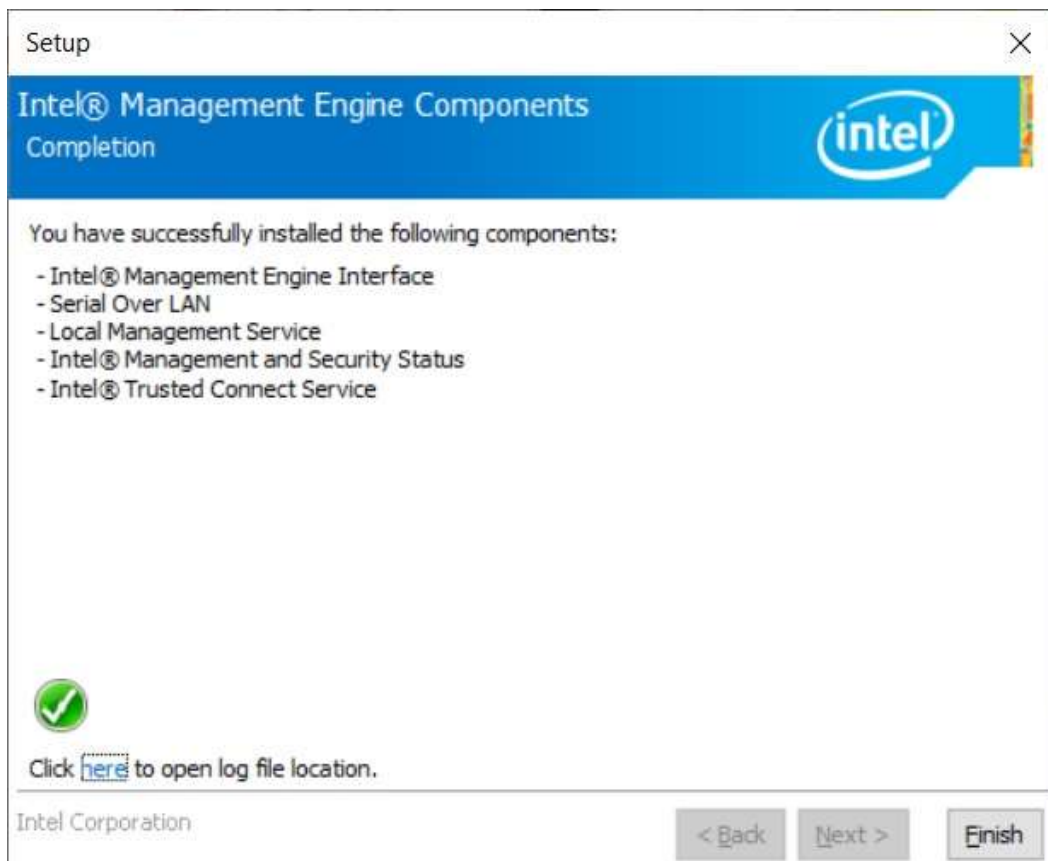 Setup
Intel® Management Engine Components
Completion
intel
You have successfully installed the following components:
- Intel® Management Engine Interface
- Serial Over LAN
- Local Management Service
- Intel® Management and Security Status
- Intel® Trusted Connect Service
Click here to open log file location.
Intel Corporation
< Back Next > Finish